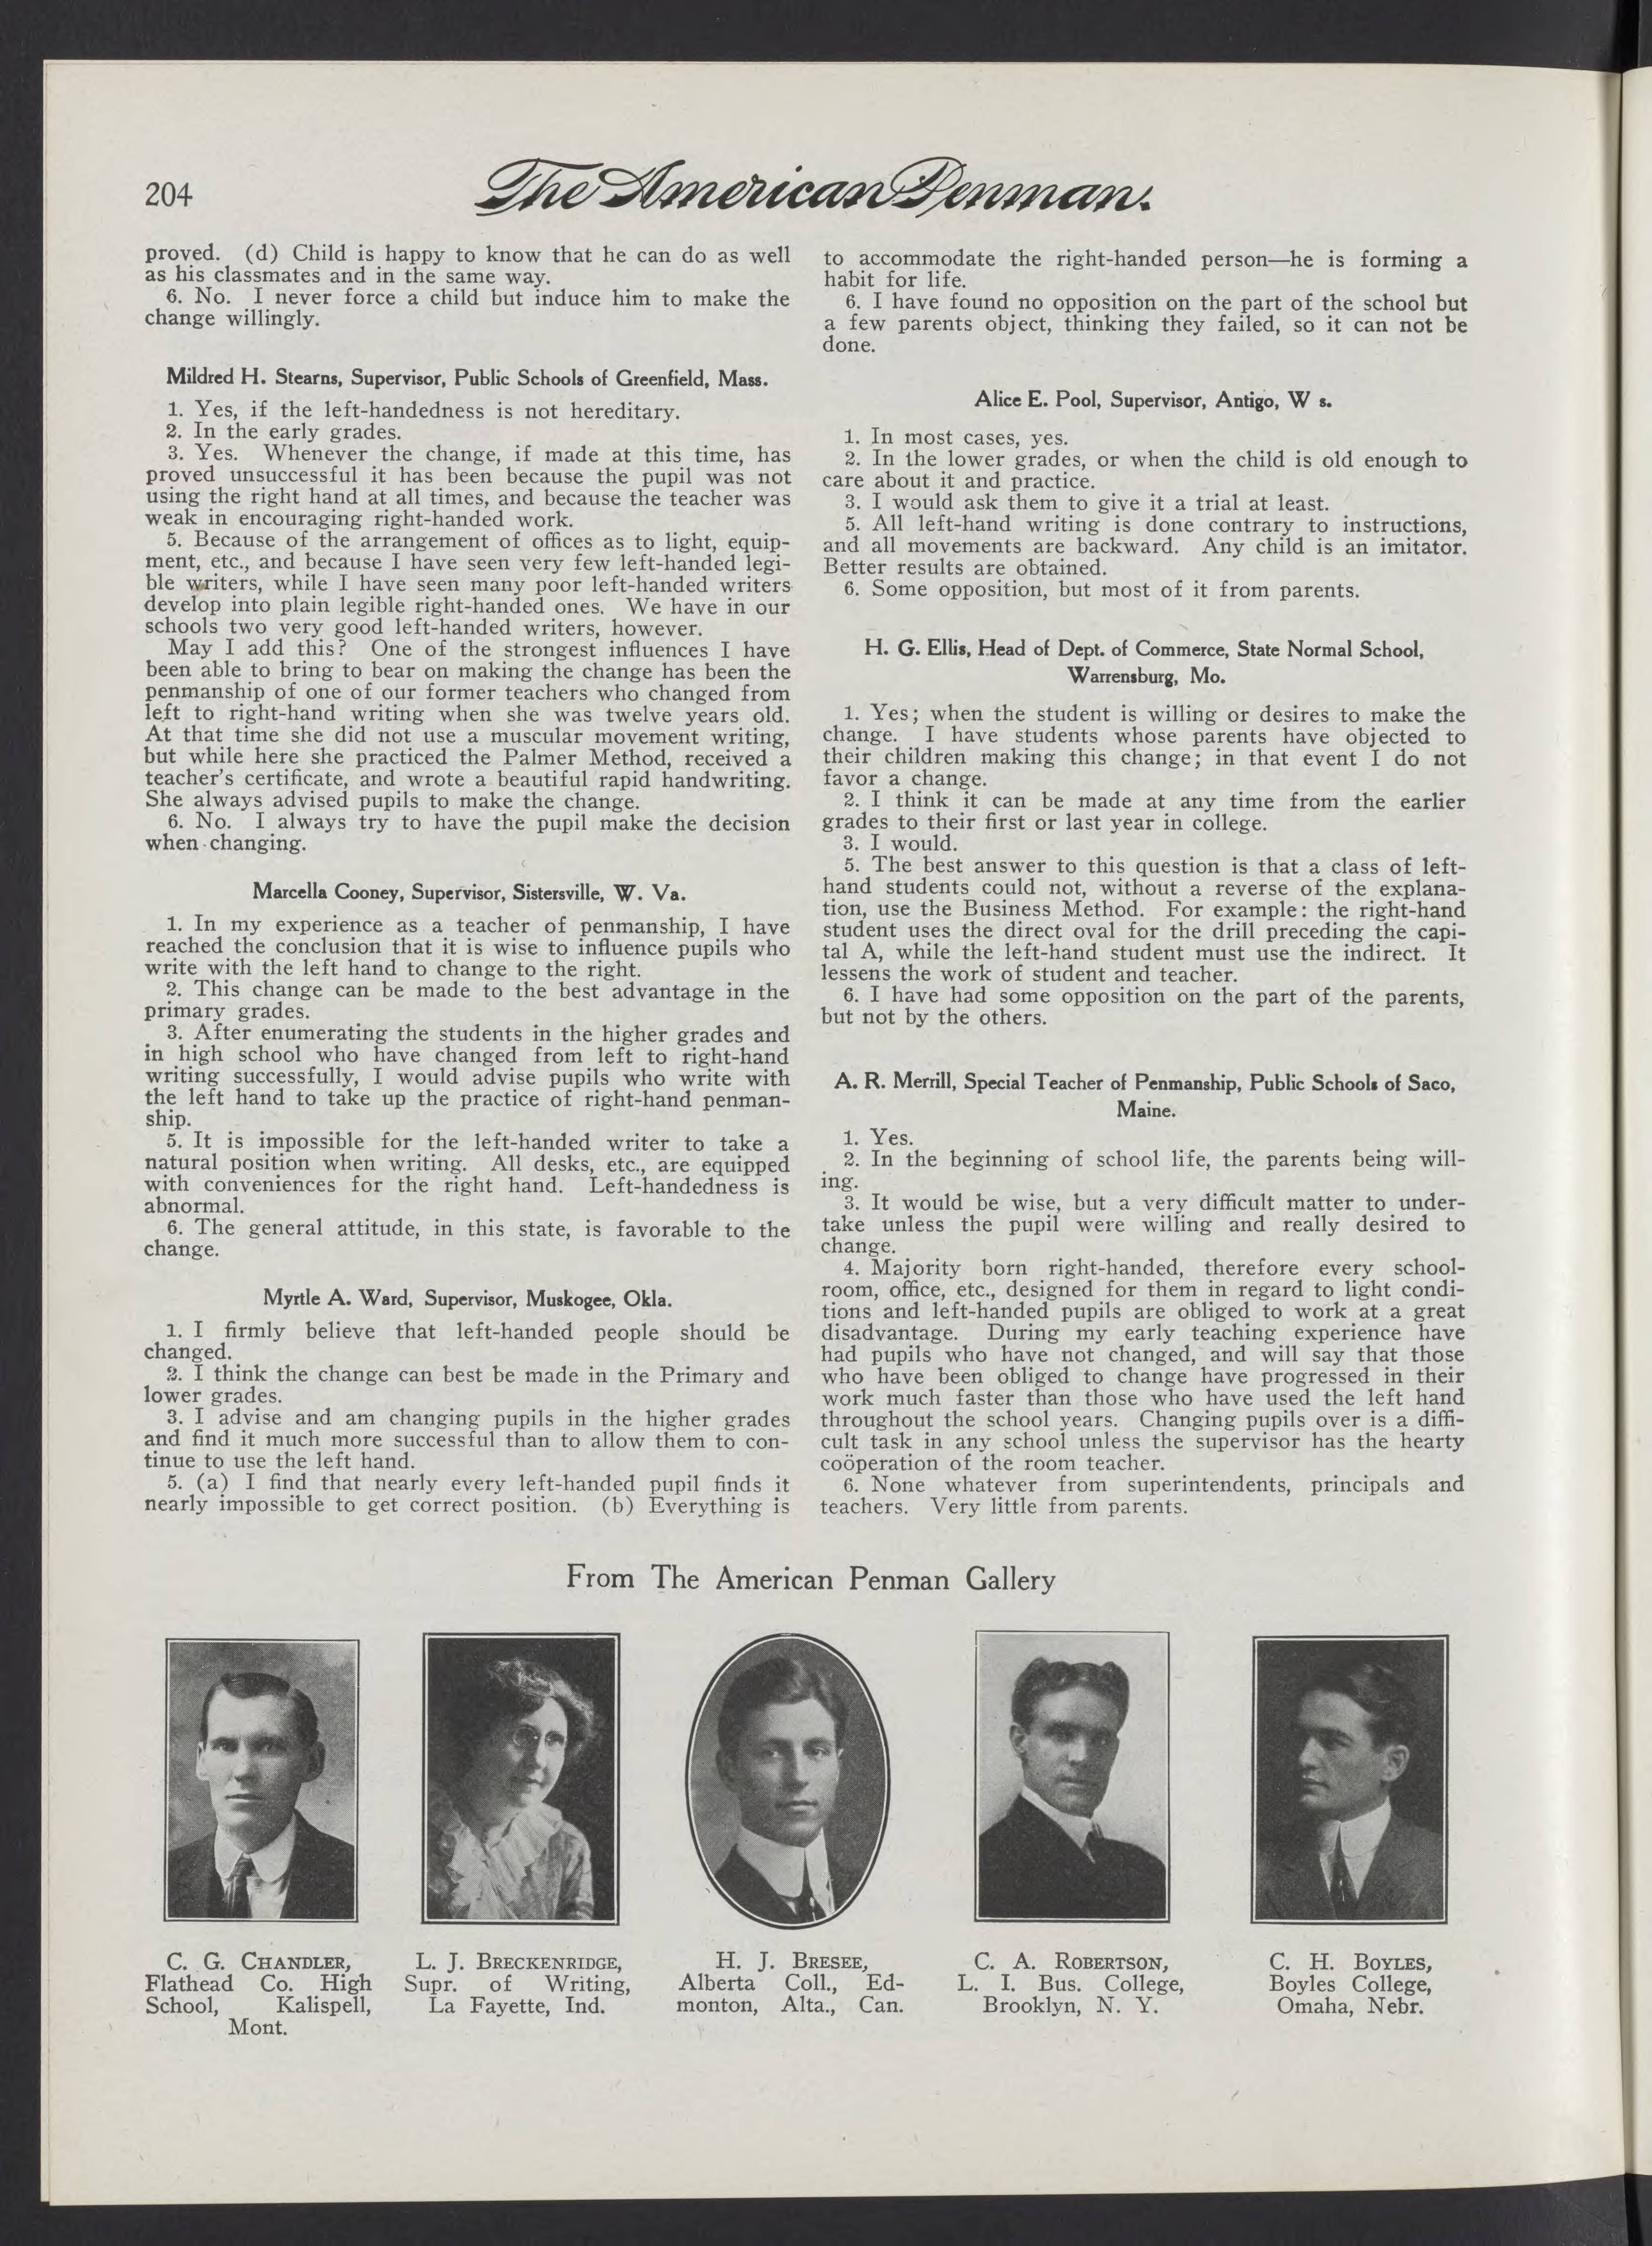 204
The American Penman.
proved. (d) Child is happy to know that he can do as well
as his classmates and in the same way.
6. No. I never force a child but induce him to make the
change willingly.
Mildred H. Stearns, Supervisor, Public Schools of Greenfield, Mass.
1. Yes, if the left-handedness is not hereditary.
2. In the early grades.
3. Yes. Whenever the change, if made at this time, has
proved unsuccessful it has been because the pupil was not
using the right hand at all times, and because the teacher was
weak in encouraging right-handed work.
5. Because of the arrangement of offices as to light, equip-
ment, etc., and because I have seen very few left-handed legi-
ble writers, while I have seen many poor left-handed writers
develop into plain legible right-handed ones. We have in our
schools two very good left-handed writers, however.
May I add this? One of the strongest influences I have
been able to bring to bear on making the change has been the
penmanship of one of our former teachers who changed from
left to right-hand writing when she was twelve years old.
At that time she did not use a muscular movement writing,
but while here she practiced the Palmer Method, received a
teacher's certificate, and wrote a beautiful rapid handwriting.
She always advised pupils to make the change.
6. No. I always try to have the pupil make the decision
when changing.
Marcella Cooney, Supervisor, Sistersville, W. Va.
1. In my experience as a teacher of penmanship, I have
reached the conclusion that it is wise to influence pupils who
write with the left hand to change to the right.
2. This change can be made to the best advantage in the
primary grades.
3. After enumerating the students in the higher grades and
in high school who have changed from left to right-hand
writing successfully, I would advise pupils who write with
the left hand to take up the practice of right-hand penman-
ship.
5. It is impossible for the left-handed writer to take a
natural position when writing. All desks, etc., are equipped
with conveniences for the right hand. Left-handedness is
abnormal.
6. The general attitude, in this state, is favorable to the
change.
Myrtle A. Ward, Supervisor, Muskogee, Okla.
1. I firmly believe that left-handed people should be
changed.
2. I think the change can best be made in the Primary and
lower grades.
3. I advise and am changing pupils in the higher grades
and find it much more successful than to allow them to con-
tinue to use the left hand.
5. (a) I find that nearly every left-handed pupil finds it
nearly impossible to get correct position. (b) Everything is
to accommodate the right-handed person—he is forming a
habit for life.
6. I have found no opposition on the part of the school but
a few parents object, thinking they failed, so it can not be
done.
Alice E. Pool, Supervisor, Antigo, W s.
1. In most cases, yes.
2. In the lower grades, or when the child is old enough to
care about it and practice.
3. I would ask them to give it a trial at least.
5. All left-hand writing is done contrary to instructions,
and all movements are backward. Any child is an imitator.
Better results are obtained.
6. Some opposition, but most of it from parents.
H. G. Ellis, Head of Dept. of Commerce, State Normal School,
Warrensburg, Mo.
1. Yes; when the student is willing or desires to make the
change. I have students whose parents have objected to
their children making this change; in that event I do not
favor a change.
2. I think it can be made at any time from the earlier
grades to their first or last year in college.
3. I would.
5. The best answer to this question is that a class of left-
hand students could not, without a reverse of the explana-
tion, use the Business Method. For example: the right-hand
student uses the direct oval for the drill preceding the capi-
tal A, while the left-hand student must use the indirect. It
lessens the work of student and teacher.
6. I have had some opposition on the part of the parents,
but not by the others.
A. R. Merrill, Special Teacher of Penmanship, Public Schools of Saco,
Maine.
1. Yes.
2. In the beginning of school life, the parents being will-
ing.
3. It would be wise, but a very difficult matter to under-
take unless the pupil were willing and really desired to
change.
4. Majority born right-handed, therefore every school-
room, office, etc., designed for them in regard to light condi-
tions and left-handed pupils are obliged to work at a great
disadvantage. During my early teaching experience have
had pupils who have not changed, and will say that those
who have been obliged to change have progressed in their
work much faster than those who have used the left hand
throughout the school years. Changing pupils over is a diffi-
cult task in any school unless the supervisor has the hearty
coöperation of the room teacher.
6. None whatever from superintendents, principals and
teachers. Very little from parents.
From The American Penman Gallery
C. G. CHANDLER,
Flathead Co. High
School, Kalispell,
Mont.
L. J. BRECKENRIDGE,
Supr. of Writing,
La Fayette, Ind.
H. J. BRESEE,
Alberta Coll., Ed-
monton, Alta., Can.
C. A. ROBERTSON,
L. I. Bus. College,
Brooklyn, N. Y.
C. H. BOYLES,
Boyles College,
Omaha, Nebr.